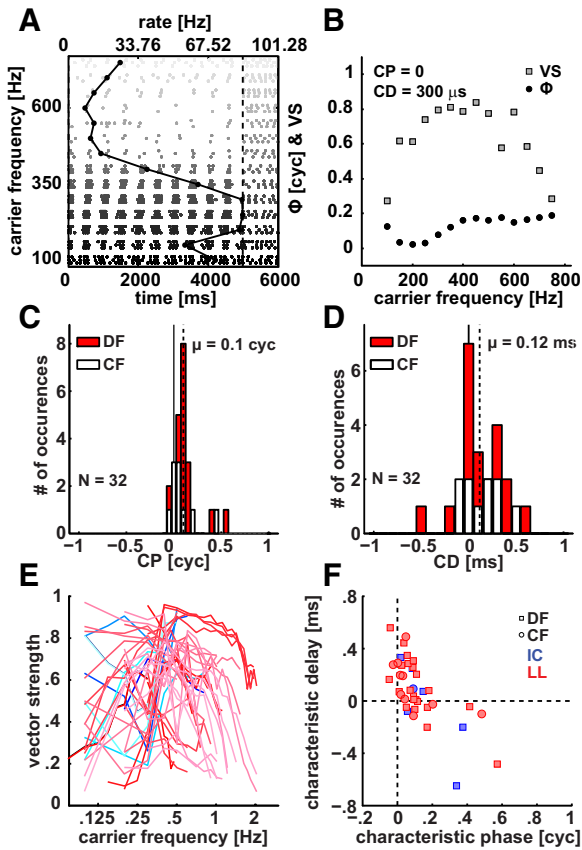 A
rate [Hz]
0 33.76 67.52 101.28
carrier frequency [Hz]
600
350
100
0 2000 4000 6000
time [ms]
B
Φ [cyc] & VS
CP = 0
CD = 300 μs
VS
Φ
1
0.8
0.6
0.4
0.2
0
0 200 400 600 800
carrier frequency [Hz]
C
# of occurences
DF
CF
μ = 0.1 cyc
N = 32
8
6
4
2
0
−1 −0.5 0 0.5 1
CP [cyc]
D
# of occurences
DF
CF
μ = 0.12 ms
N = 32
8
6
4
2
0
−1 −0.5 0 0.5 1
CD [ms]
E
vector strength
1
.8
.6
.4
.2
0
.125 .25 .5 1 2
carrier frequency [Hz]
F
characteristic delay [ms]
DF
CF
IC
LL
.8
.4
0
−.4
−.8
0 .2 .4 .6 .8
characteristic phase [cyc]